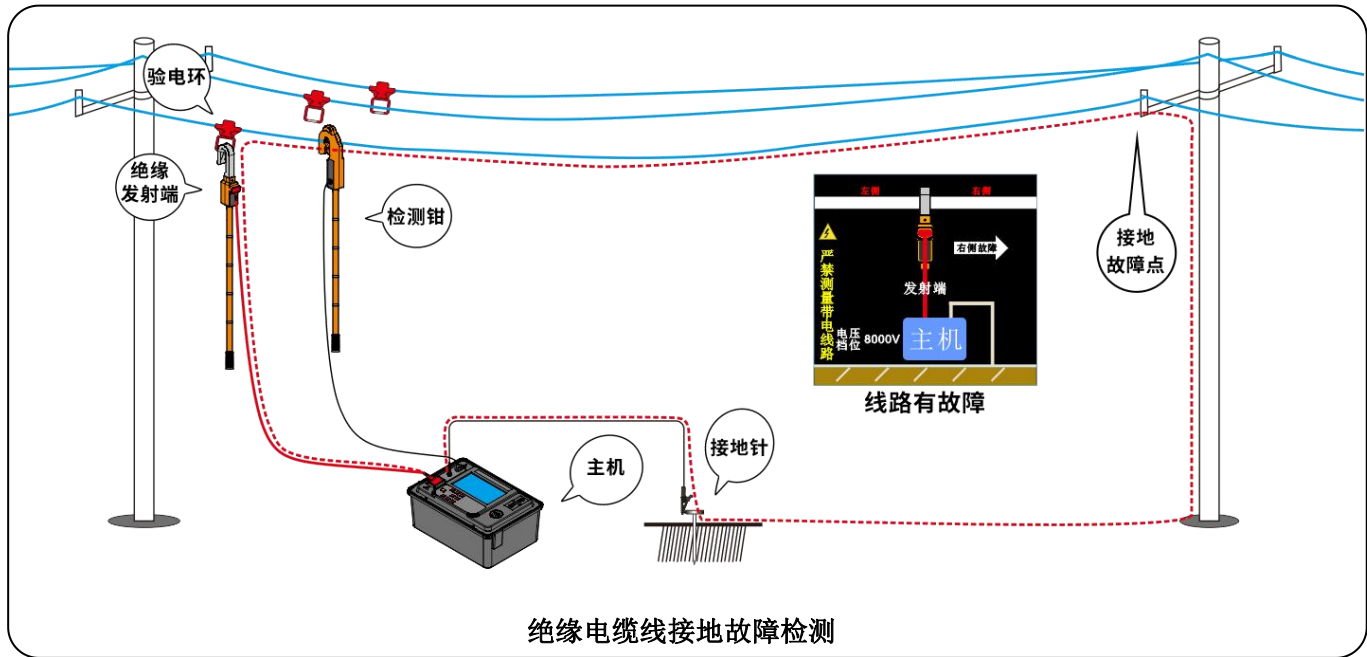 验电环
绝缘
发射端
检测钳
左侧
右侧
严禁测量带电线路
右侧故障
发射端
电压
档位
8000V
主机
线路有故障
接地
故障点
主机
接地针
绝缘电缆线接地故障检测